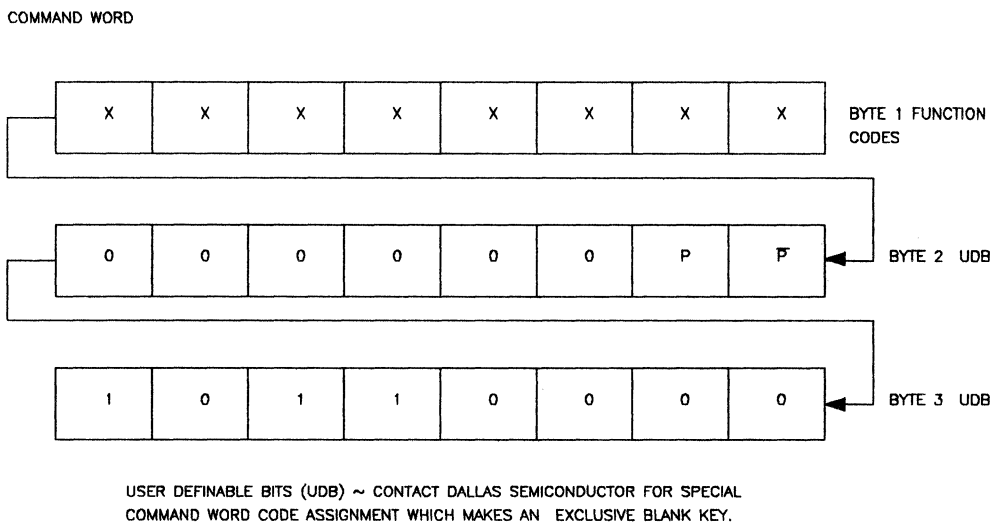 COMMAND WORD
X X X X X X X X BYTE 1 FUNCTION
CODES
0 0 0 0 0 0 P P̅ BYTE 2 UDB
1 0 1 1 0 0 0 0 BYTE 3 UDB
USER DEFINABLE BITS (UDB) ~ CONTACT DALLAS SEMICONDUCTOR FOR SPECIAL
COMMAND WORD CODE ASSIGNMENT WHICH MAKES AN EXCLUSIVE BLANK KEY.